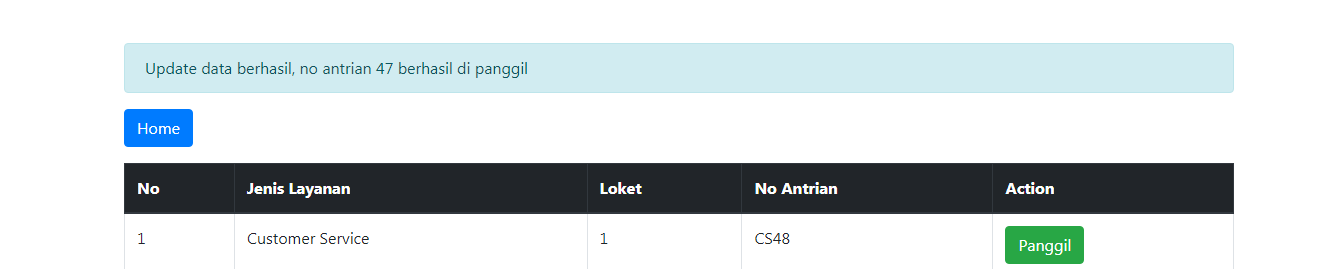 Update data berhasil, no antrian 47 berhasil di panggil
Home
No Jenis Layanan Loket No Antrian Action
1 Customer Service 1 CS48 Panggil